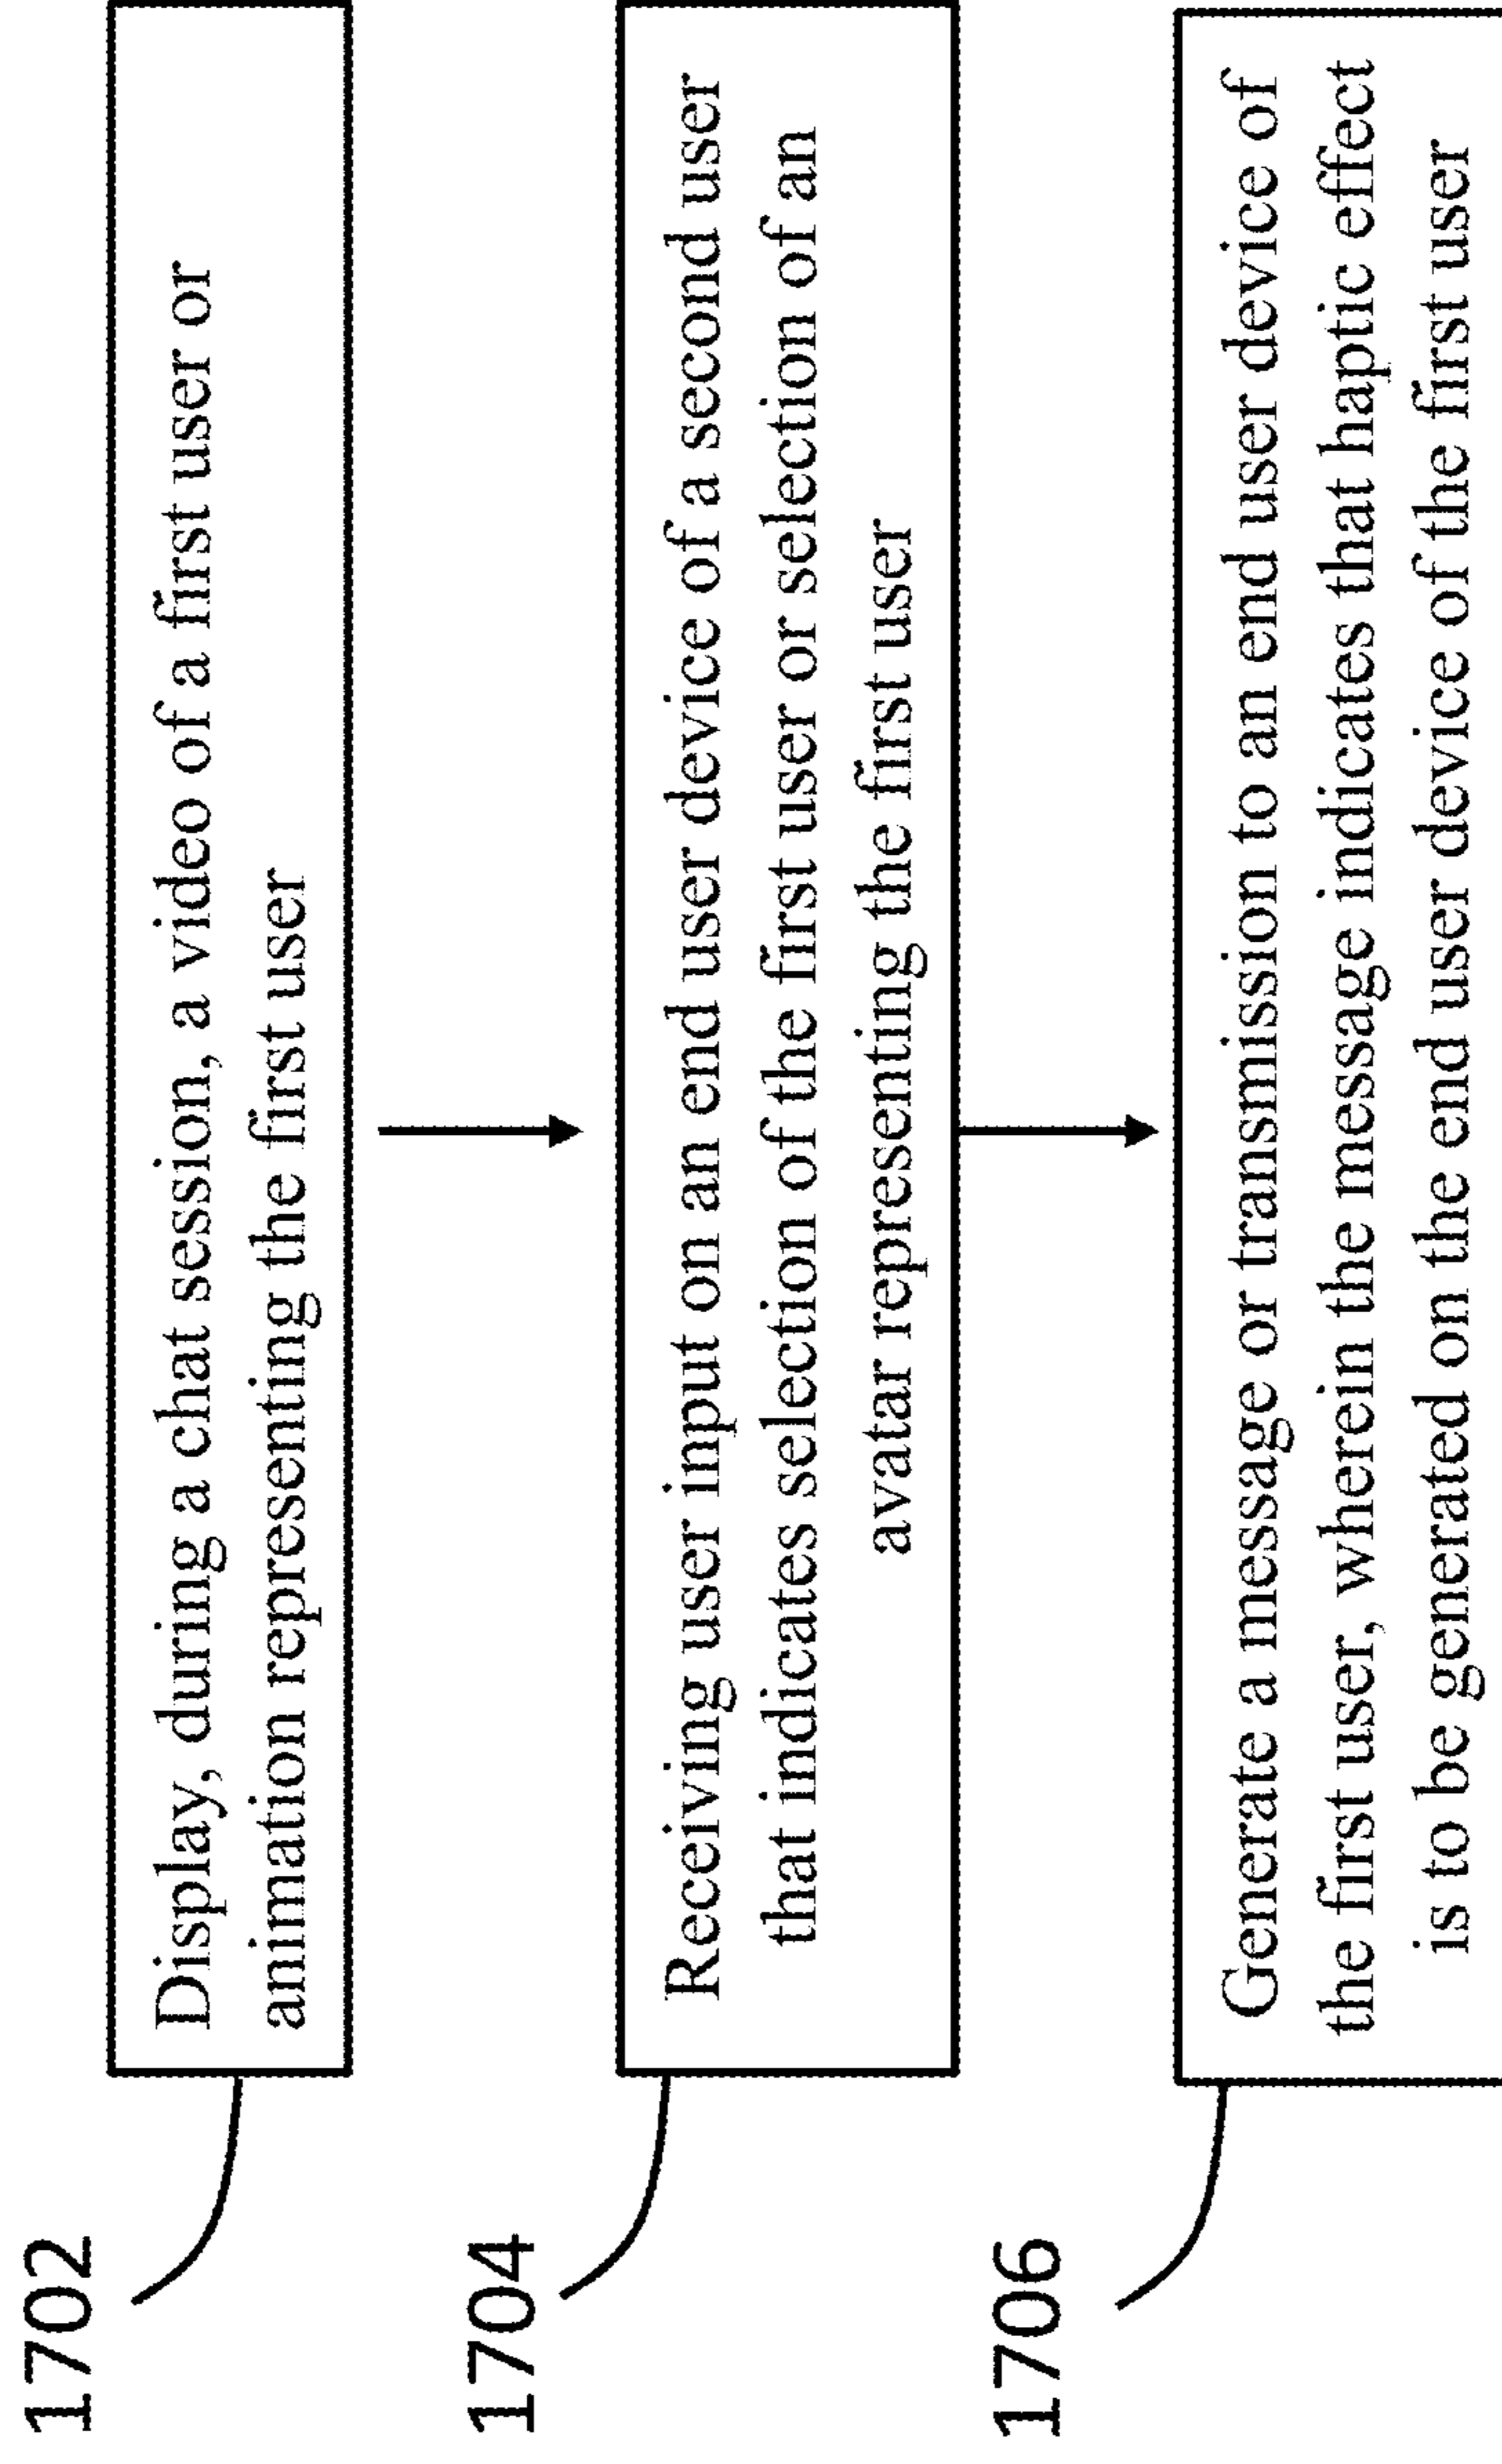 1702
Display, during a chat session, a video of a first user or
animation representing the first user
1704
Receiving user input on an end user device of a second user
that indicates selection of the first user or selection of an
avatar representing the first user
1706
Generate a message or transmission to an end user device of
the first user, wherein the message indicates that haptic effect
is to be generated on the end user device of the first user